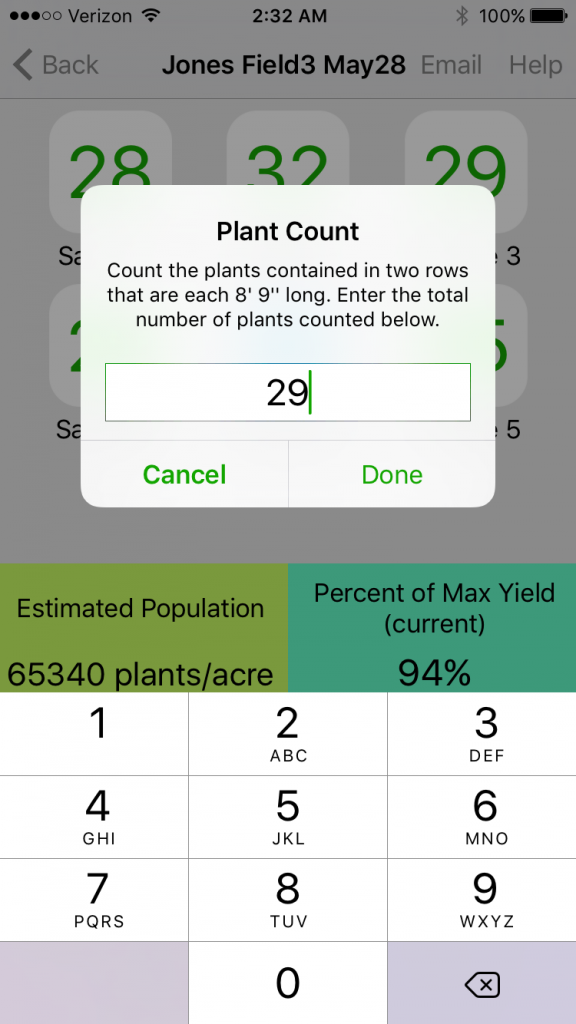 Verizon 2:32 AM 100%
Back Jones Field3 May28 Email Help
28 32 29
3
5
Plant Count
Count the plants contained in two rows
that are each 8' 9'' long. Enter the total
number of plants counted below.
29
Cancel Done
Estimated Population
65340 plants/acre
Percent of Max Yield
(current)
94%
1 2 3
ABC DEF
4 5 6
GHI JKL MNO
7 8 9
PQRS TUV WXYZ
0